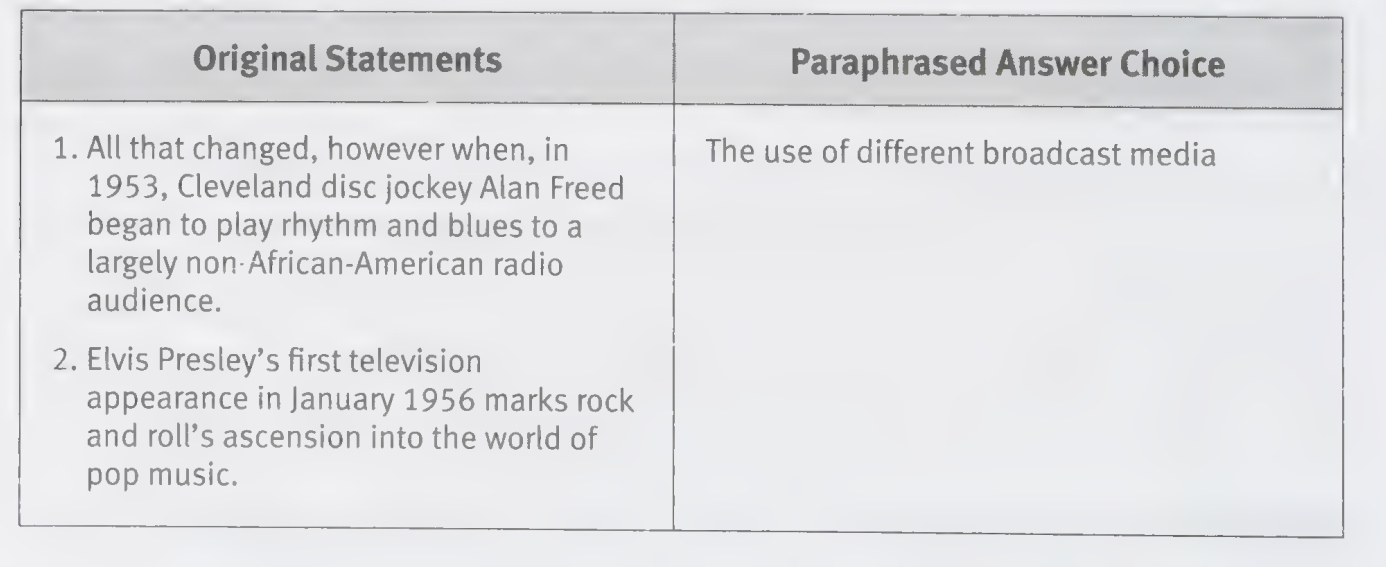 Original Statements
Paraphrased Answer Choice
1. All that changed, however when, in
1953, Cleveland disc jockey Alan Freed
began to play rhythm and blues to a
largely non-African-American radio
audience.
2. Elvis Presley's first television
appearance in January 1956 marks rock
and roll's ascension into the world of
pop music.
The use of different broadcast media